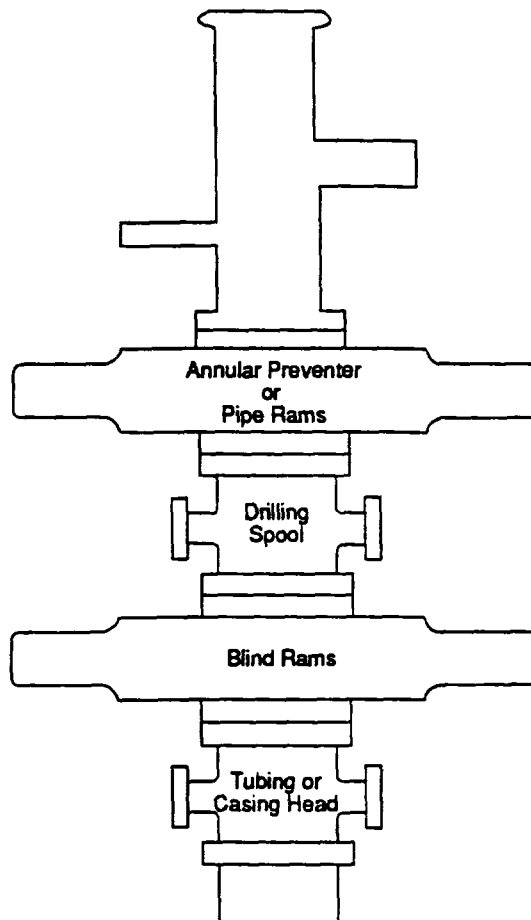 Annular Preventer
or
Pipe Rams
Drilling
Spool
Blind Rams
Tubing or
Casing Head